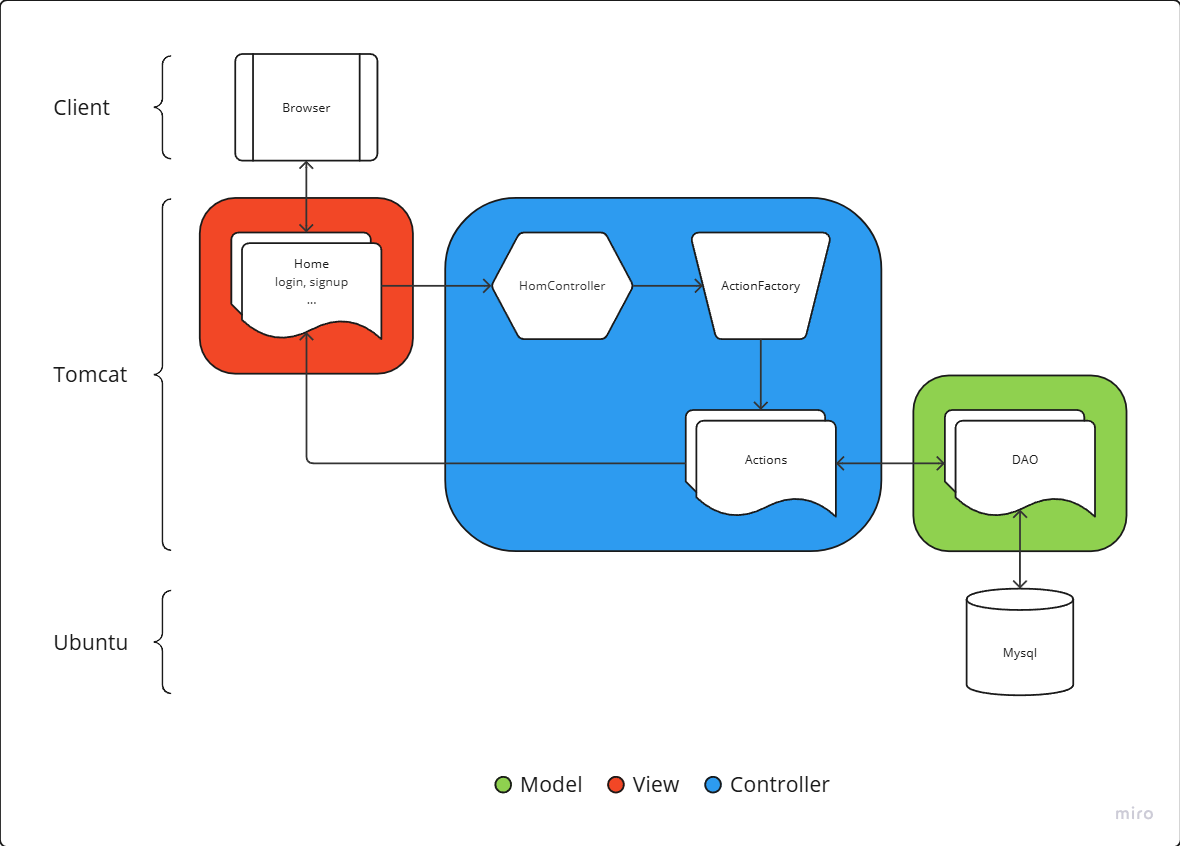 Client
Browser
Tomcat
Home
login, signup
...
HomController
ActionFactory
Actions
DAO
Ubuntu
Mysql
Model
View
Controller
miro